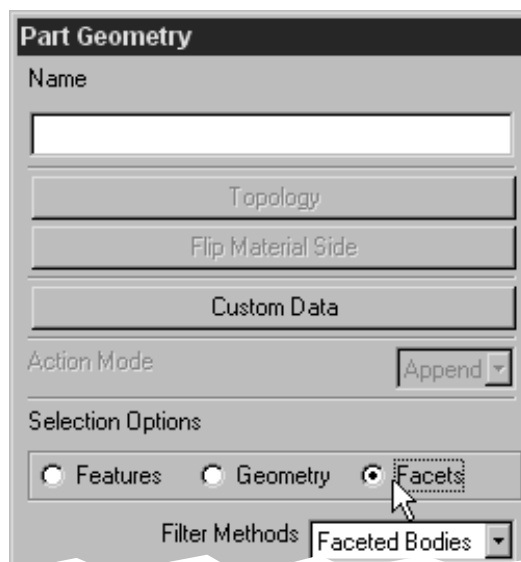 Part Geometry
Name
Topology
Flip Material Side
Custom Data
Action Mode Append
Selection Options
Features Geometry Facets
Filter Methods Faceted Bodies